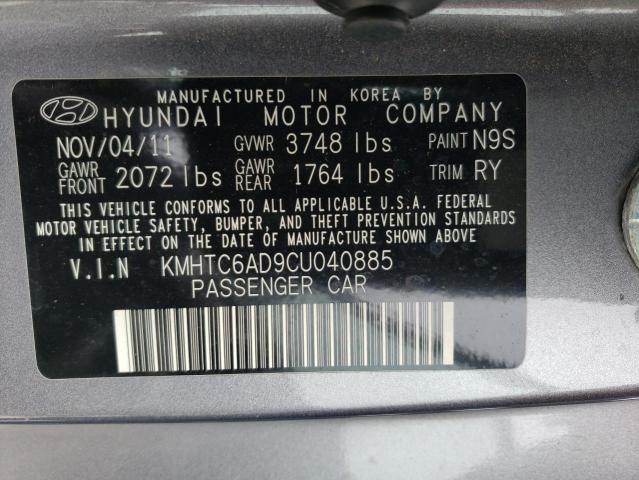 MANUFACTURED IN KOREA BY
HYUNDAI MOTOR COMPANY
NOV/04/11 GVWR 3748 lbs PAINT N9S
GAWR FRONT 2072 lbs GAWR REAR 1764 lbs TRIM RY
THIS VEHICLE CONFORMS TO ALL APPLICABLE U.S.A. FEDERAL
MOTOR VEHICLE SAFETY, BUMPER, AND THEFT PREVENTION STANDARDS
IN EFFECT ON THE DATE OF MANUFACTURE SHOWN ABOVE.
V.I.N KMHTC6AD9CU040885
PASSENGER CAR